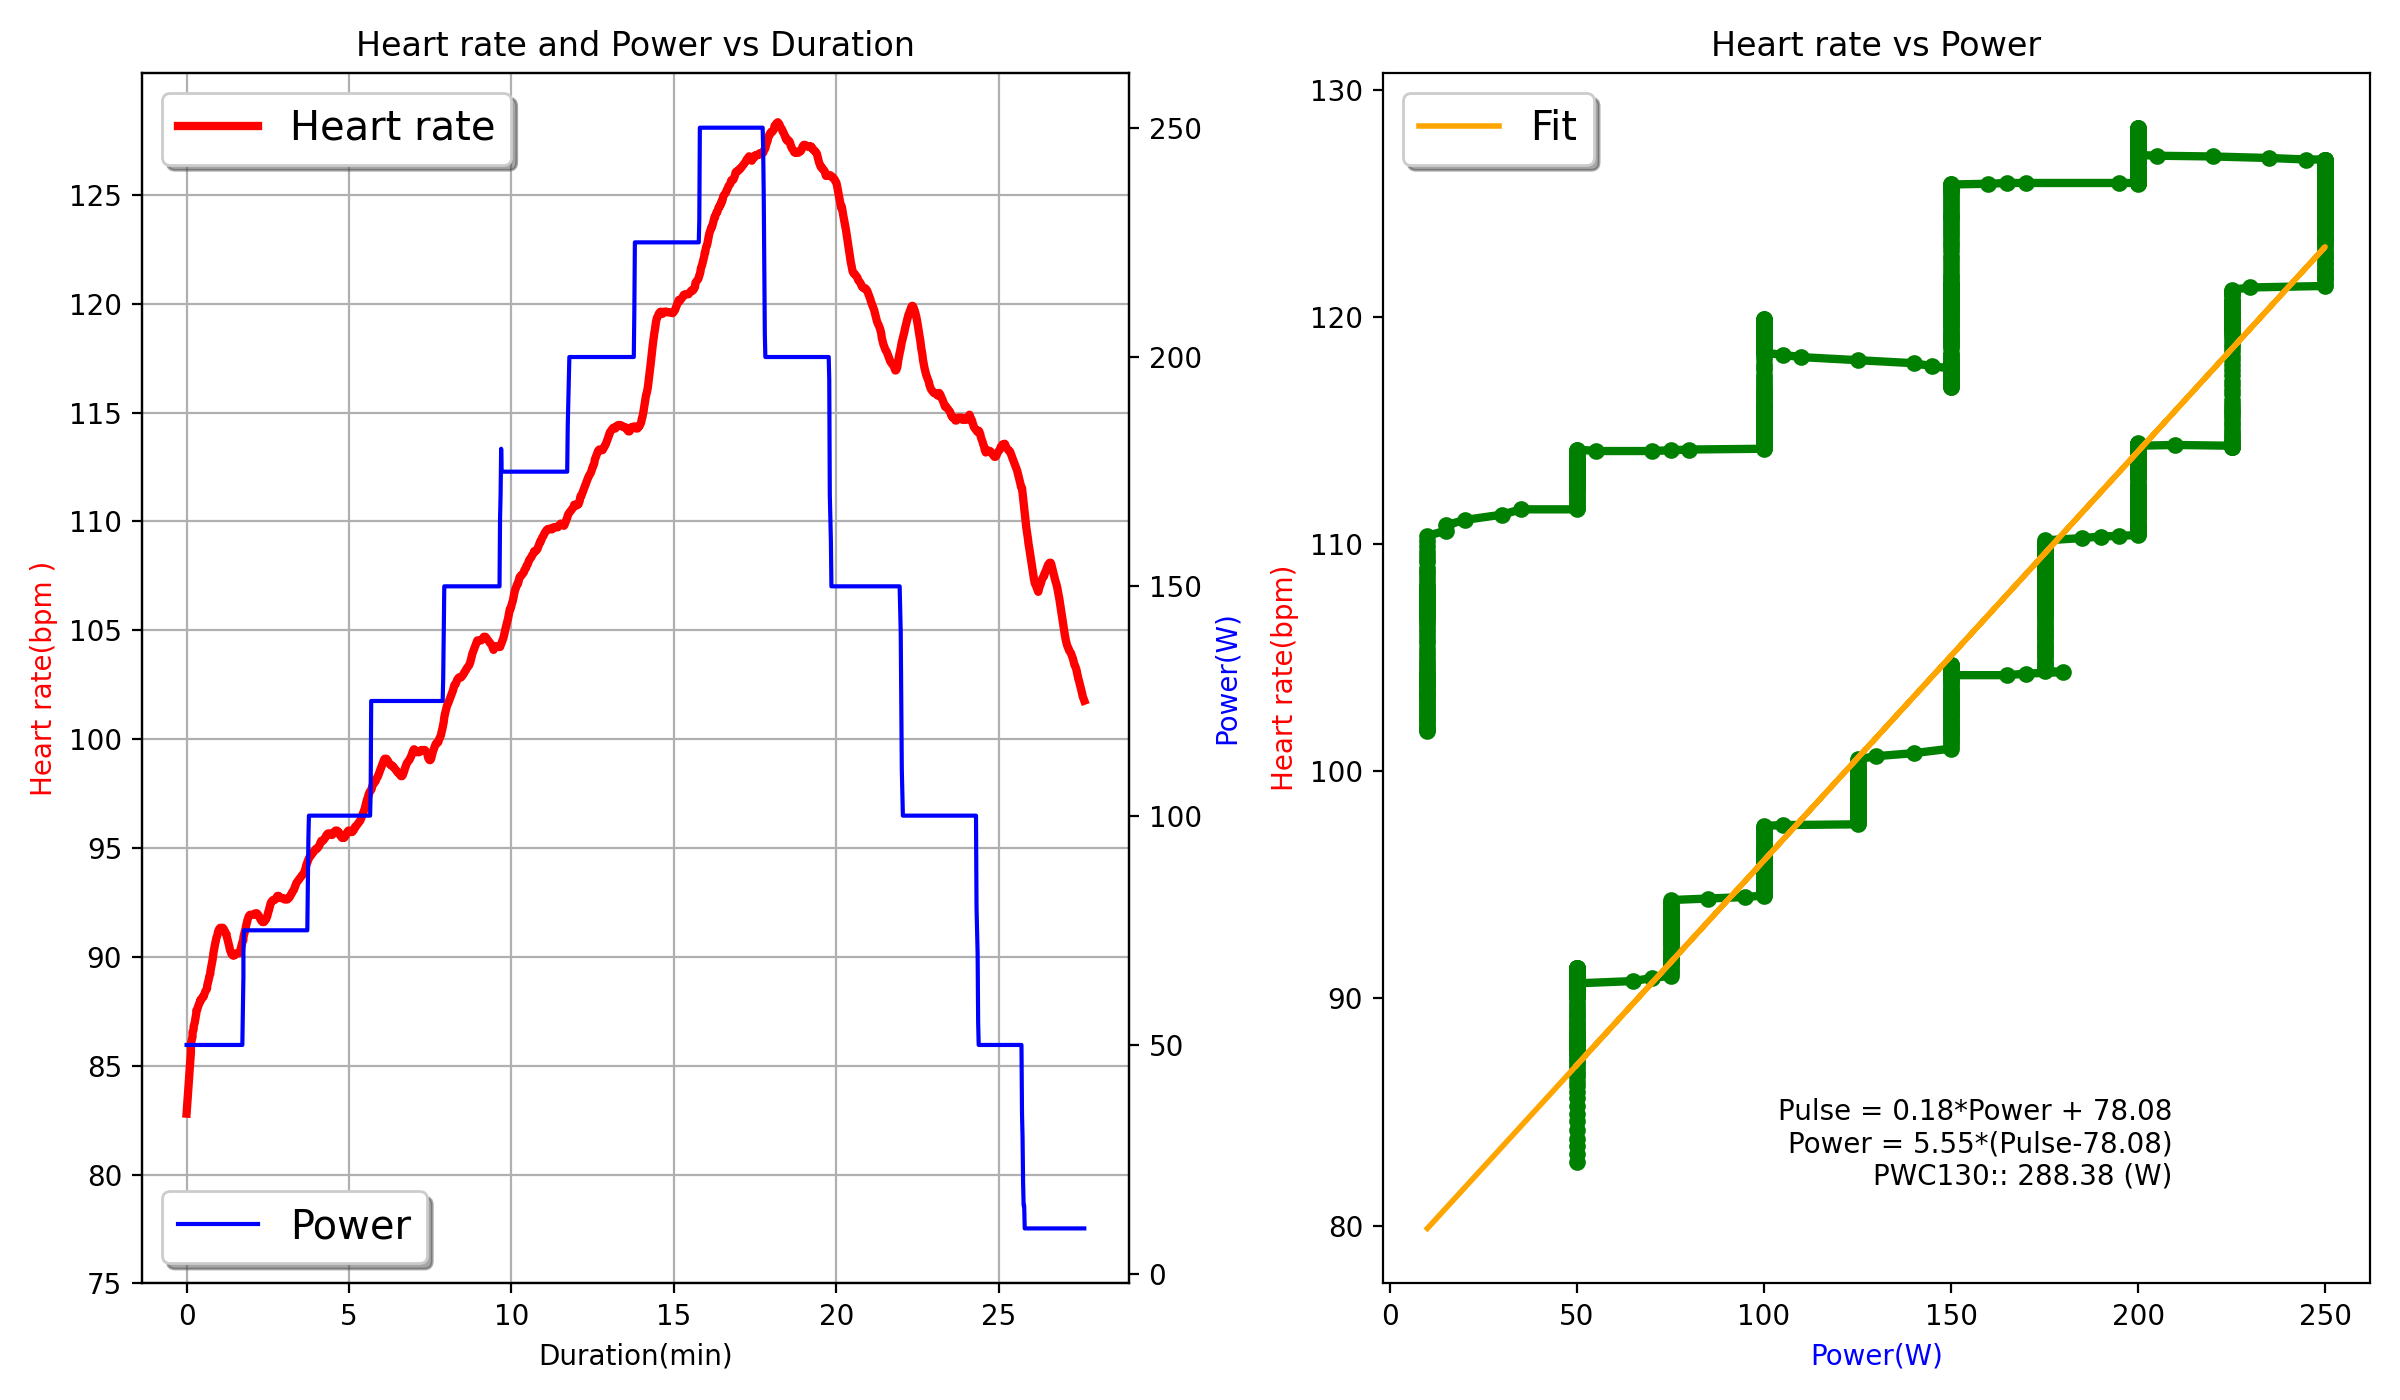 Heart rate and Power vs Duration
Heart rate
Power
125
120
115
110
105
100
95
90
85
80
75
Heart rate(bpm )
0
5
10
15
20
25
Duration(min)
250
200
150
100
50
0
Power(W)
Heart rate vs Power
Fit
130
120
110
100
90
80
Heart rate(bpm)
Pulse = 0.18*Power + 78.08
Power = 5.55*(Pulse-78.08)
PWC130:: 288.38 (W)
0
50
100
150
200
250
Power(W)